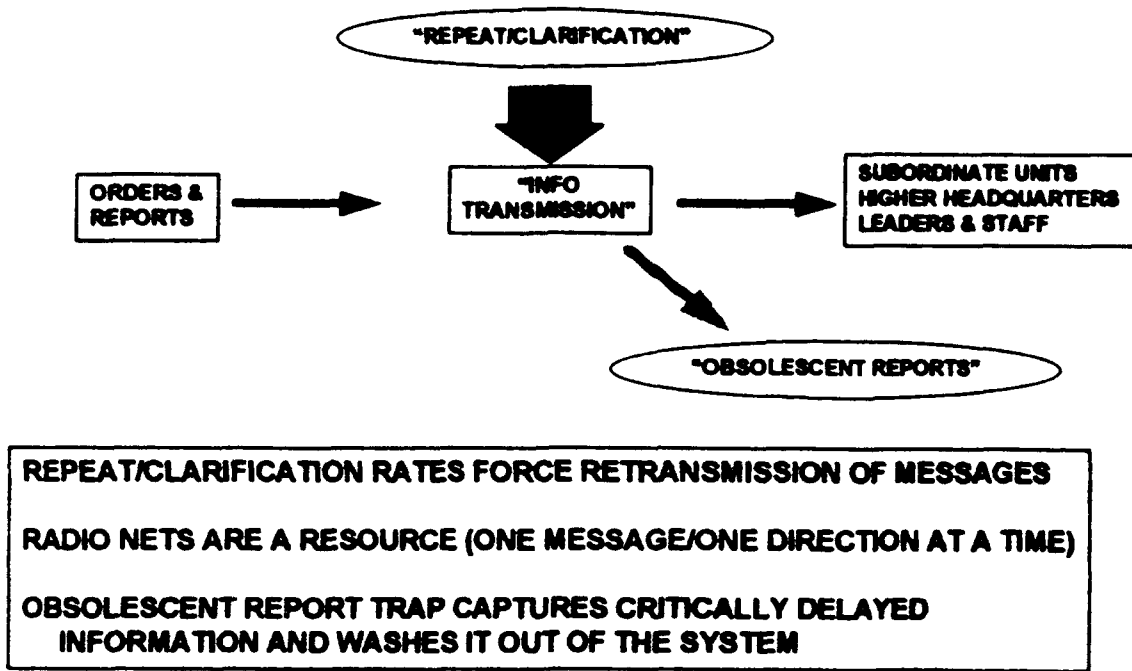 "REPEAT/CLARIFICATION"
ORDERS &
REPORTS
"INFO
TRANSMISSION"
SUBORDINATE UNITS
HIGHER HEADQUARTERS
LEADERS & STAFF
"OBSOLESCENT REPORTS"
REPEAT/CLARIFICATION RATES FORCE RETRANSMISSION OF MESSAGES
RADIO NETS ARE A RESOURCE (ONE MESSAGE/ONE DIRECTION AT A TIME)
OBSOLESCENT REPORT TRAP CAPTURES CRITICALLY DELAYED
INFORMATION AND WASHES IT OUT OF THE SYSTEM